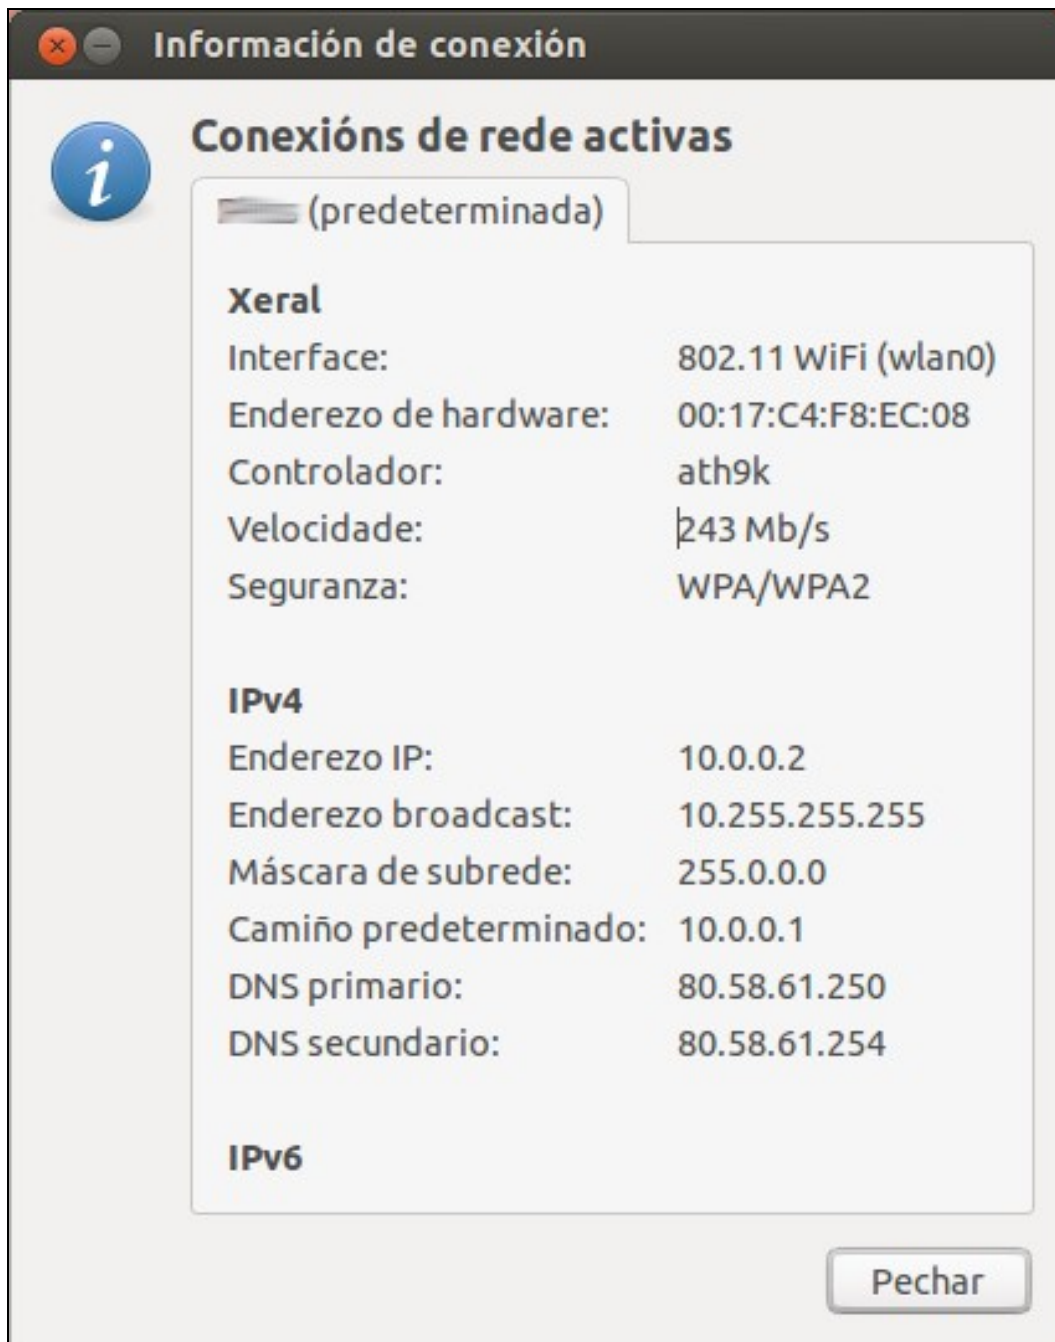 Información de conexión
Conexións de rede activas
(predeterminada)
Xeral
Interface: 802.11 WiFi (wlan0)
Enderezo de hardware: 00:17:C4:F8:EC:08
Controlador: ath9k
Velocidade: 243 Mb/s
Seguranza: WPA/WPA2
IPv4
Enderezo IP: 10.0.0.2
Enderezo broadcast: 10.255.255.255
Máscara de subrede: 255.0.0.0
Camiño predeterminado: 10.0.0.1
DNS primario: 80.58.61.250
DNS secundario: 80.58.61.254
IPv6
Pechar